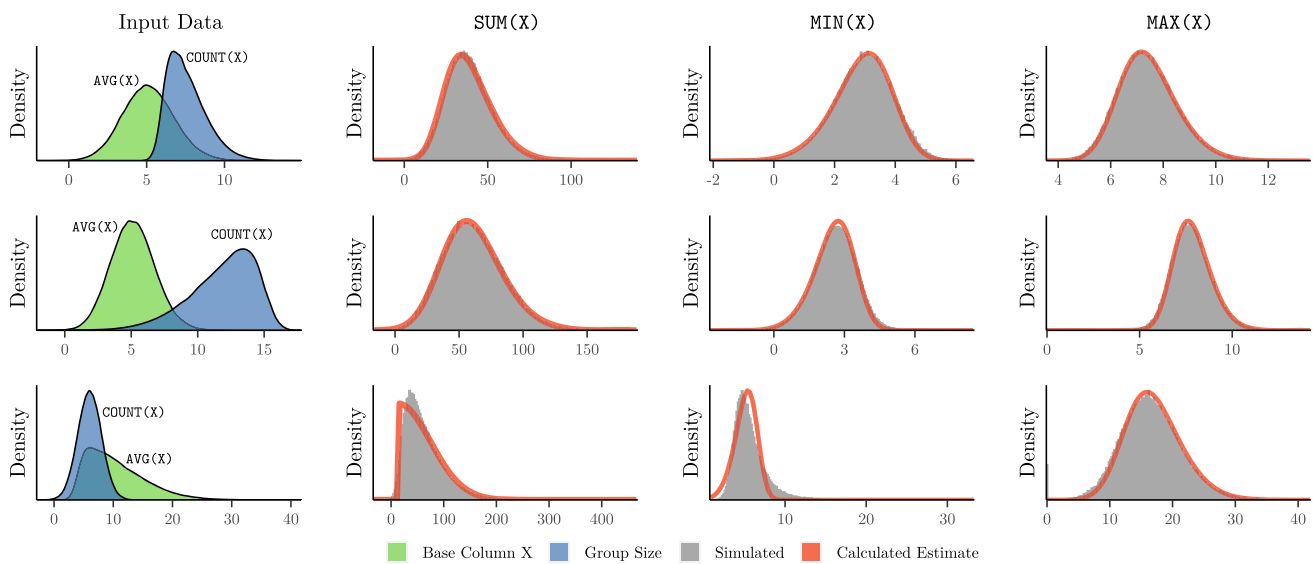 Input Data SUM(X) MIN(X) MAX(X)
Density AVG(X) COUNT(X) Density Density Density
0 5 10
0 50 100
-2 0 2 4 6
4 6 8 10 12
Density AVG(X) COUNT(X) Density Density Density
0 5 10 15
0 50 100 150
0 3 6
0 5 10
Density COUNT(X) AVG(X) Density Density Density
0 10 20 30 40
0 100 200 300 400
10 20 30
0 10 20 30 40
Base Column X Group Size Simulated Calculated Estimate